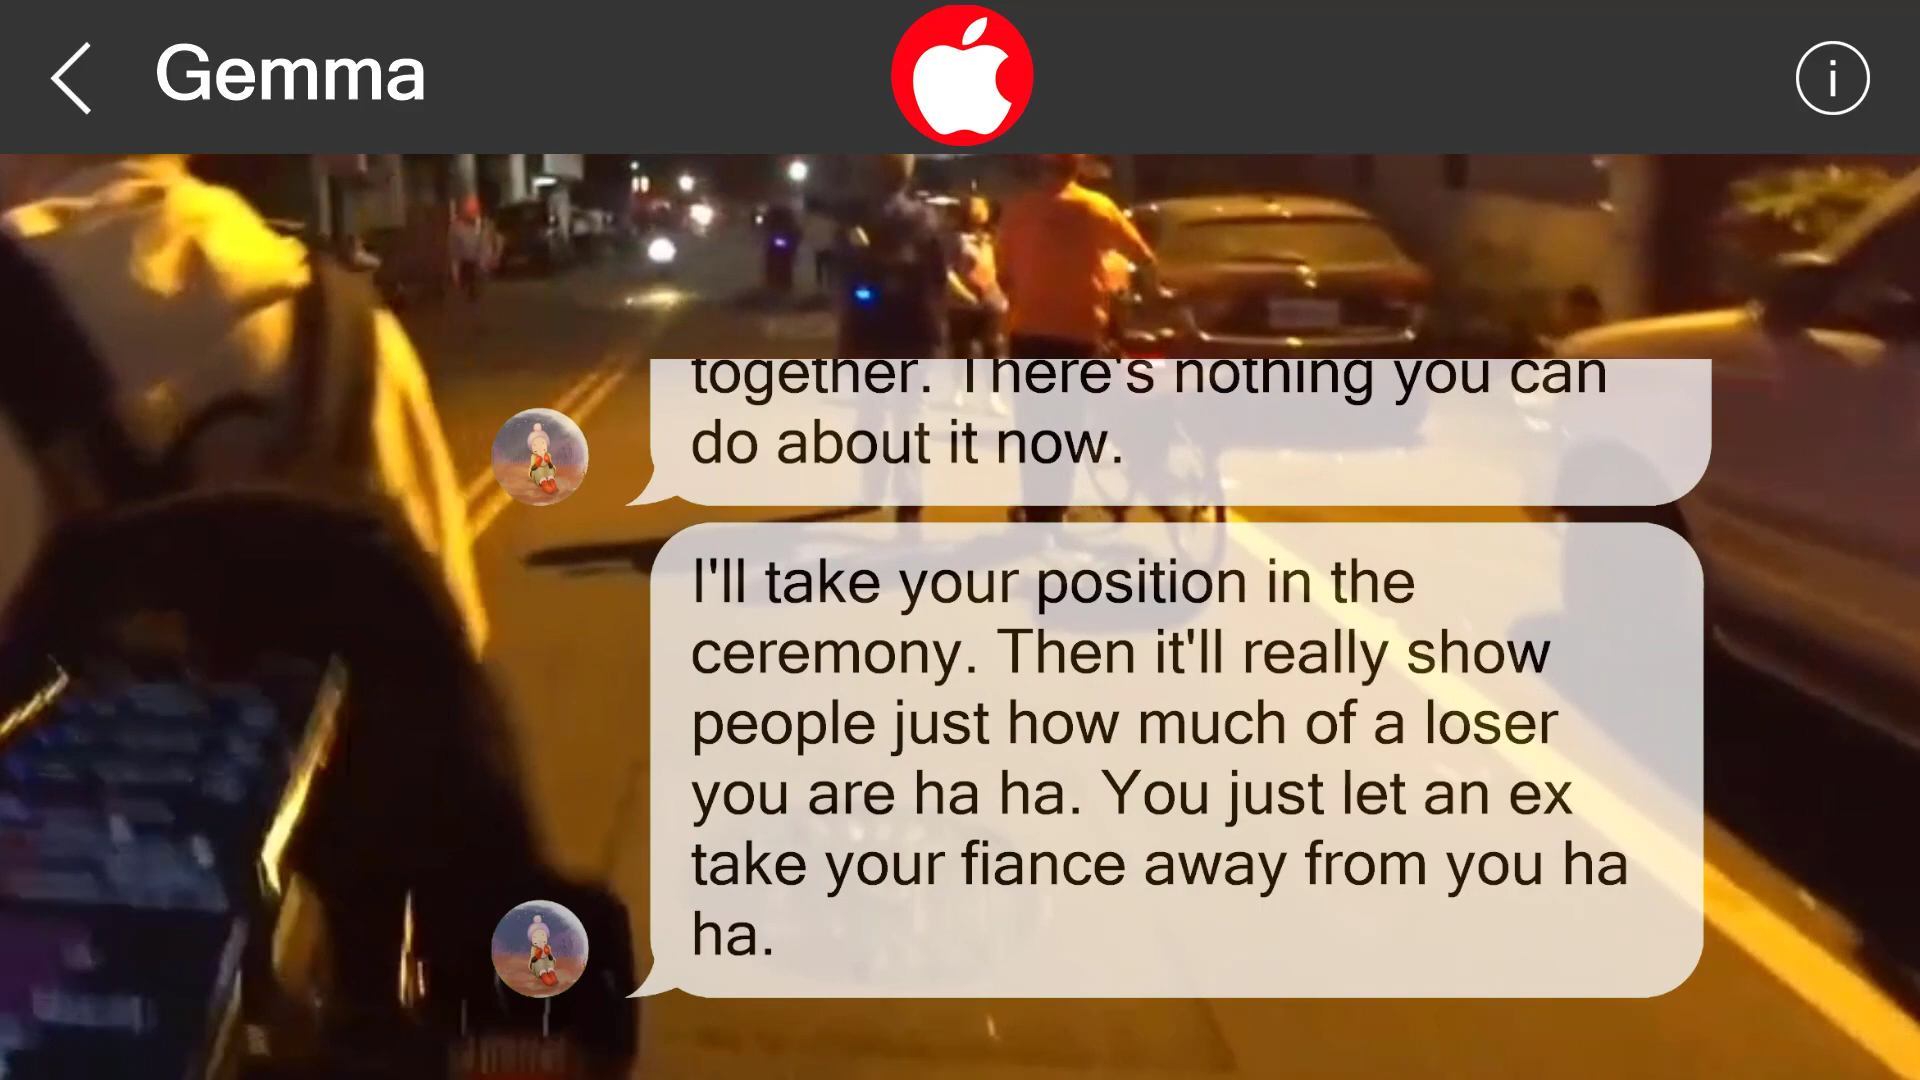 Gemma
together. There's nothing you can
do about it now.
I'll take your position in the
ceremony. Then it'll really show
people just how much of a loser
you are ha ha. You just let an ex
take your fiance away from you ha
ha.